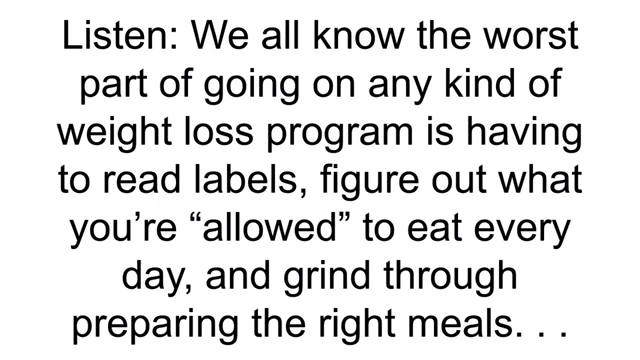 Listen: We all know the worst
part of going on any kind of
weight loss program is having
to read labels, figure out what
you’re “allowed” to eat every
day, and grind through
preparing the right meals. . .